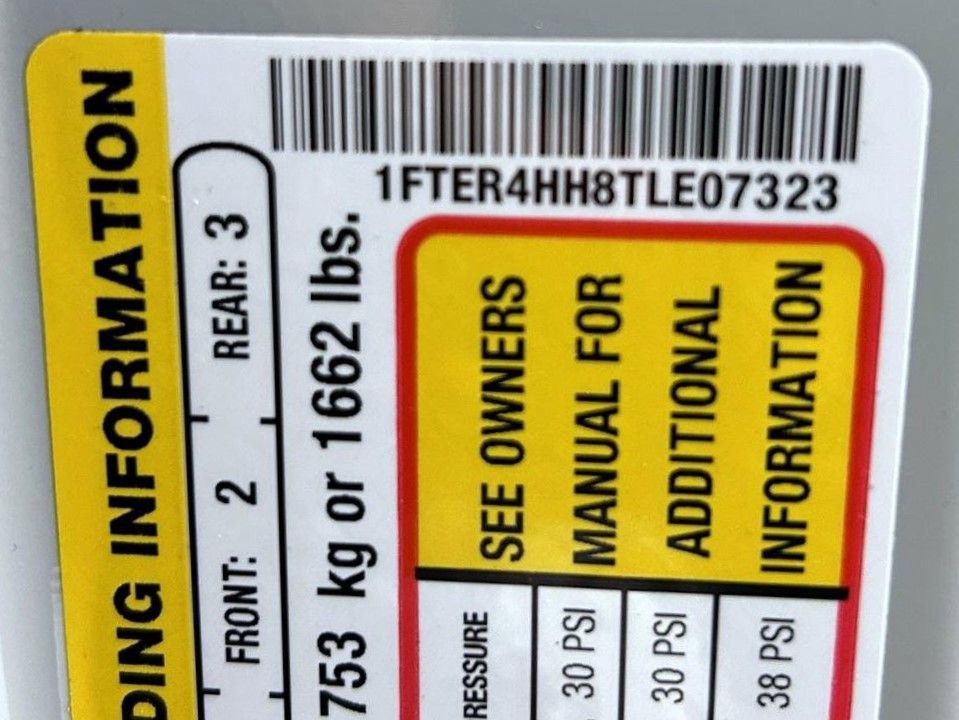 1FTER4HH8TLE07323
DING INFORMATION
FRONT: 2 REAR: 3
753 kg or 1662 lbs.
RESSURE SEE OWNERS
30 PSI MANUAL FOR
30 PSI ADDITIONAL
38 PSI INFORMATION